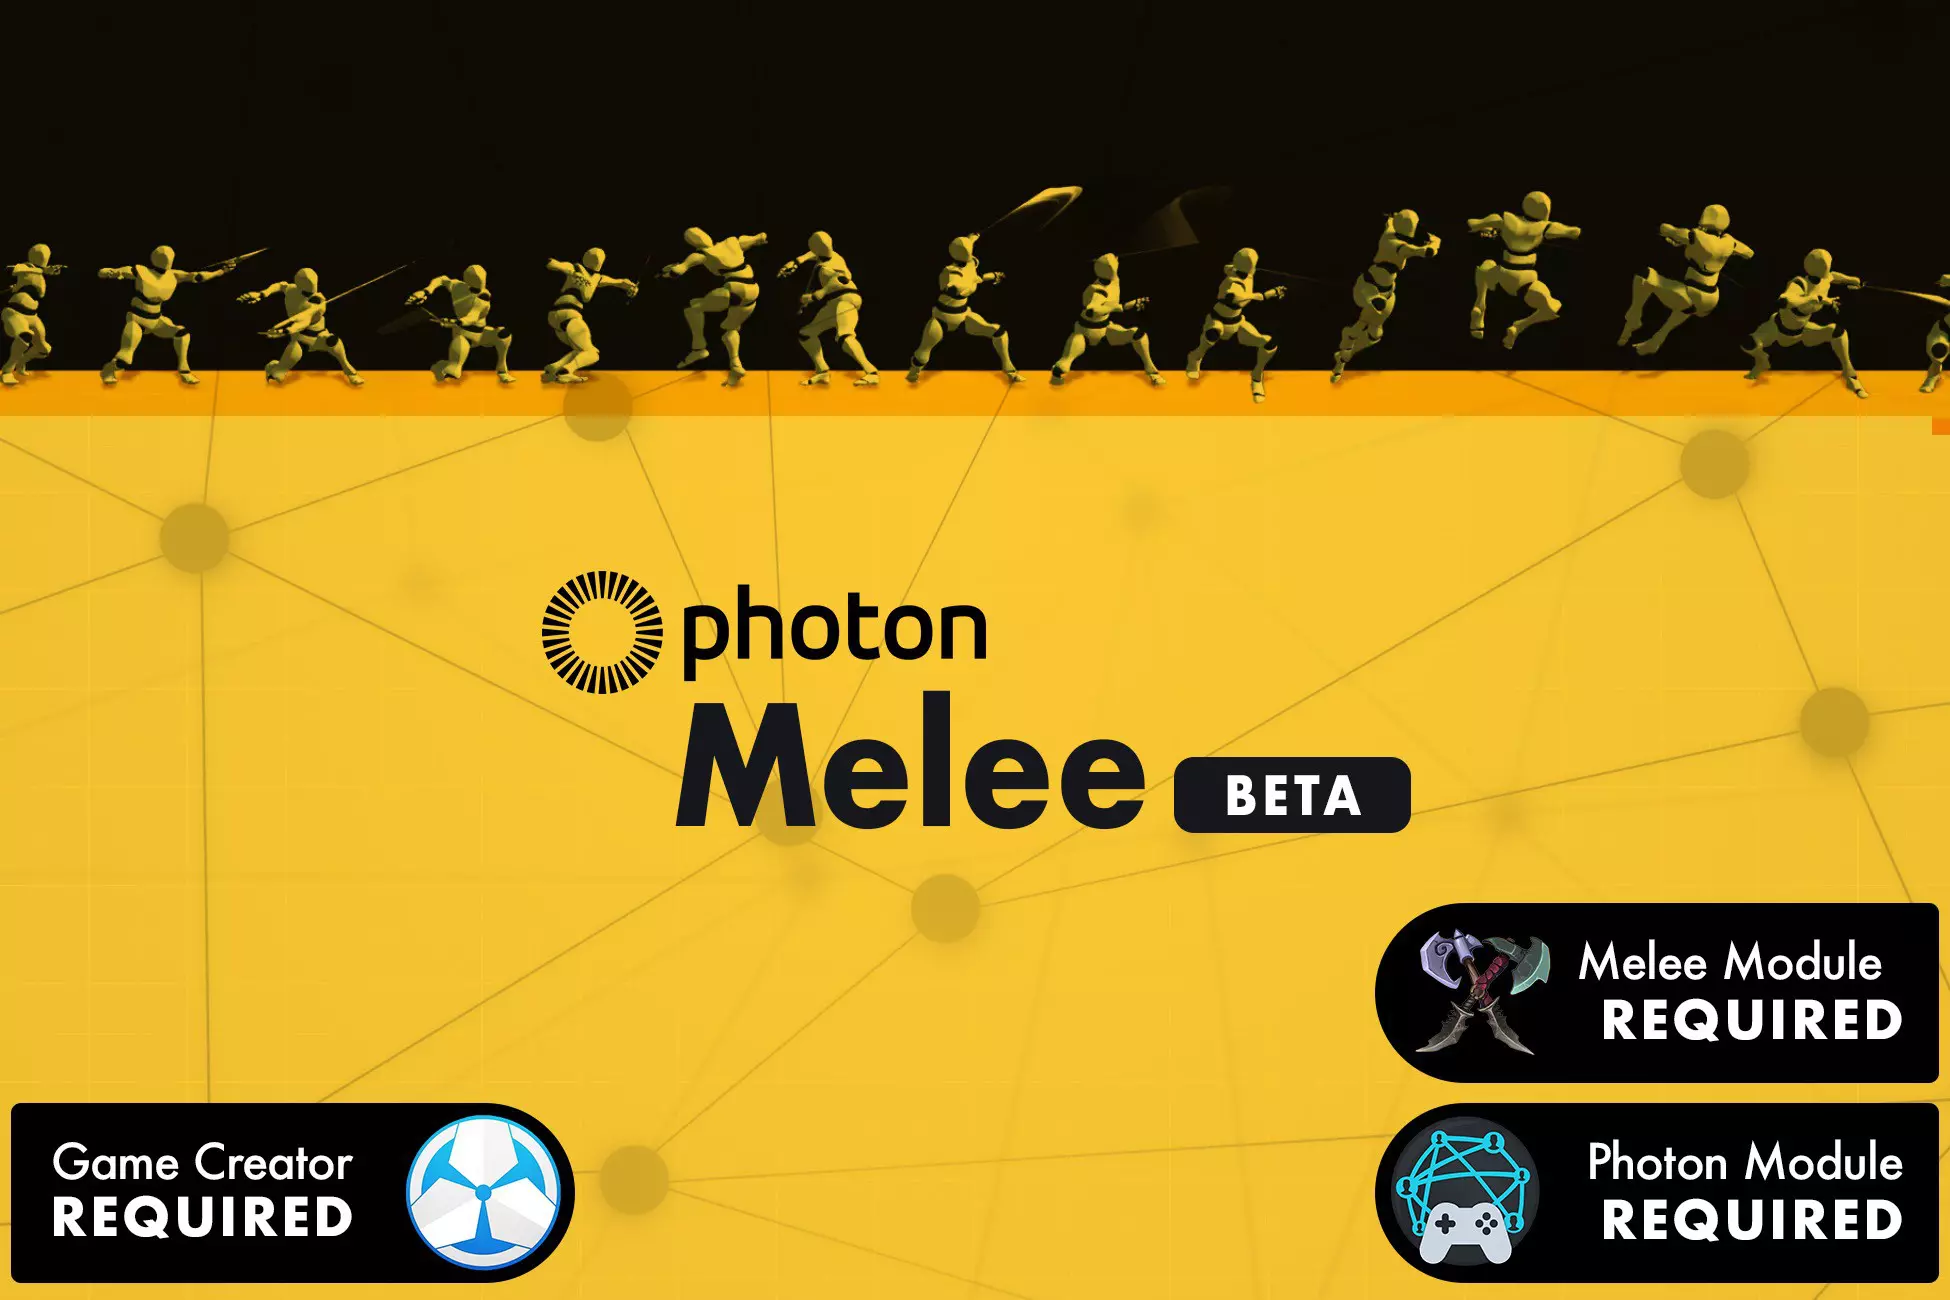 photon
Melee BETA
Melee Module
REQUIRED
Game Creator
REQUIRED
Photon Module
REQUIRED